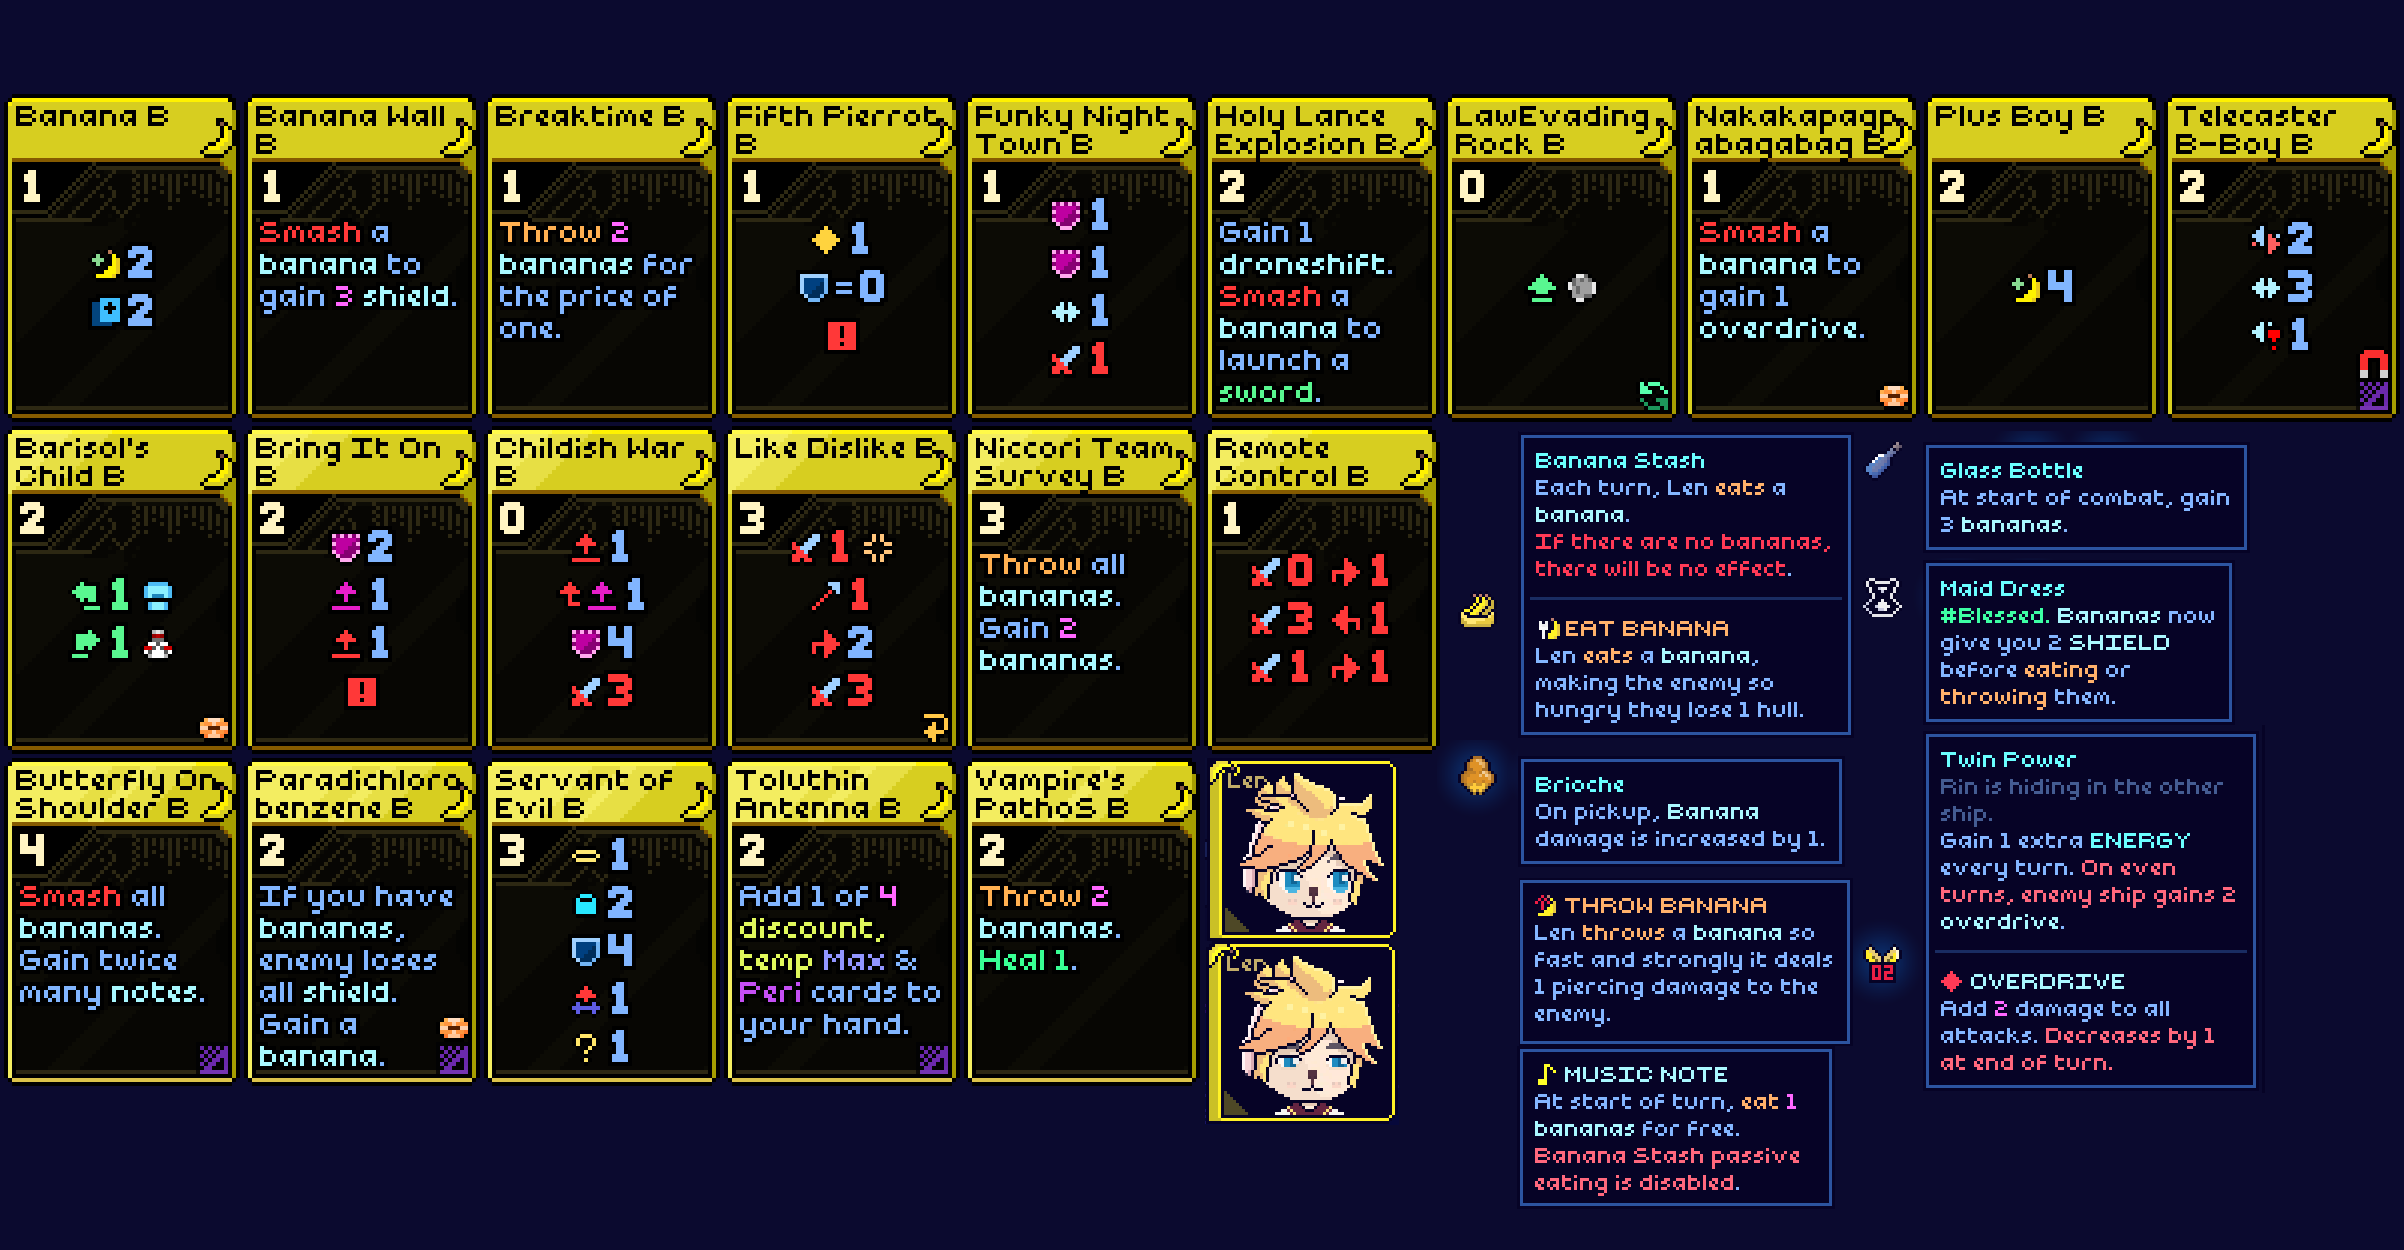 Banana B
1
2
2
Banana Wall
B
1
Smash a
banana to
gain 3 shield.
Breaktime B
1
Throw 2
bananas for
the price of
one.
Fifth Pierrot
B
1
1
=0
!
Funky Night
Town B
1
1
1
1
1
Holy Lance
Explosion B
2
Gain 1
droneshift.
Smash a
banana to
launch a
sword.
LawEvading
Rock B
0
Nakakapagp
abagabag B
1
Smash a
banana to
gain 1
overdrive.
Plus Boy B
2
4
Telecaster
B-Boy B
2
2
3
1
Barisol's
Child B
2
1
1
Bring It On
B
2
2
1
1
!
Childish War
B
0
1
t 1
4
3
Like Dislike B
3
1
1
2
3
Niccori Team
Survey B
3
Throw all
bananas.
Gain 2
bananas.
Remote
Control B
1
0 1
3 1
1 1
Butterfly On
Shoulder B
4
Smash all
bananas.
Gain twice
many notes.
Paradichloro
benzene B
2
If you have
bananas,
enemy loses
all shield.
Gain a
banana.
Servant of
Evil B
3
1
2
4
1
? 1
Toluthin
Antenna B
2
Add 1 of 4
discount,
temp Max &
Peri cards to
your hand.
Vampire's
PathoS B
2
Throw 2
bananas.
Heal 1.
Len
Len
Banana Stash
Each turn, Len eats a
banana.
If there are no bananas,
there will be no effect.
EAT BANANA
Len eats a banana,
making the enemy so
hungry they lose 1 hull.
Brioche
On pickup, Banana
damage is increased by 1.
THROW BANANA
Len throws a banana so
fast and strongly it deals
1 piercing damage to the
enemy.
MUSIC NOTE
At start of turn, eat 1
bananas for free.
Banana Stash passive
eating is disabled.
Glass Bottle
At start of combat, gain
3 bananas.
Maid Dress
#Blessed. Bananas now
give you 2 SHIELD
before eating or
throwing them.
02
Twin Power
Rin is hiding in the other
ship.
Gain 1 extra ENERGY
every turn. On even
turns, enemy ship gains 2
overdrive.
OVERDRIVE
Add 2 damage to all
attacks. Decreases by 1
at end of turn.